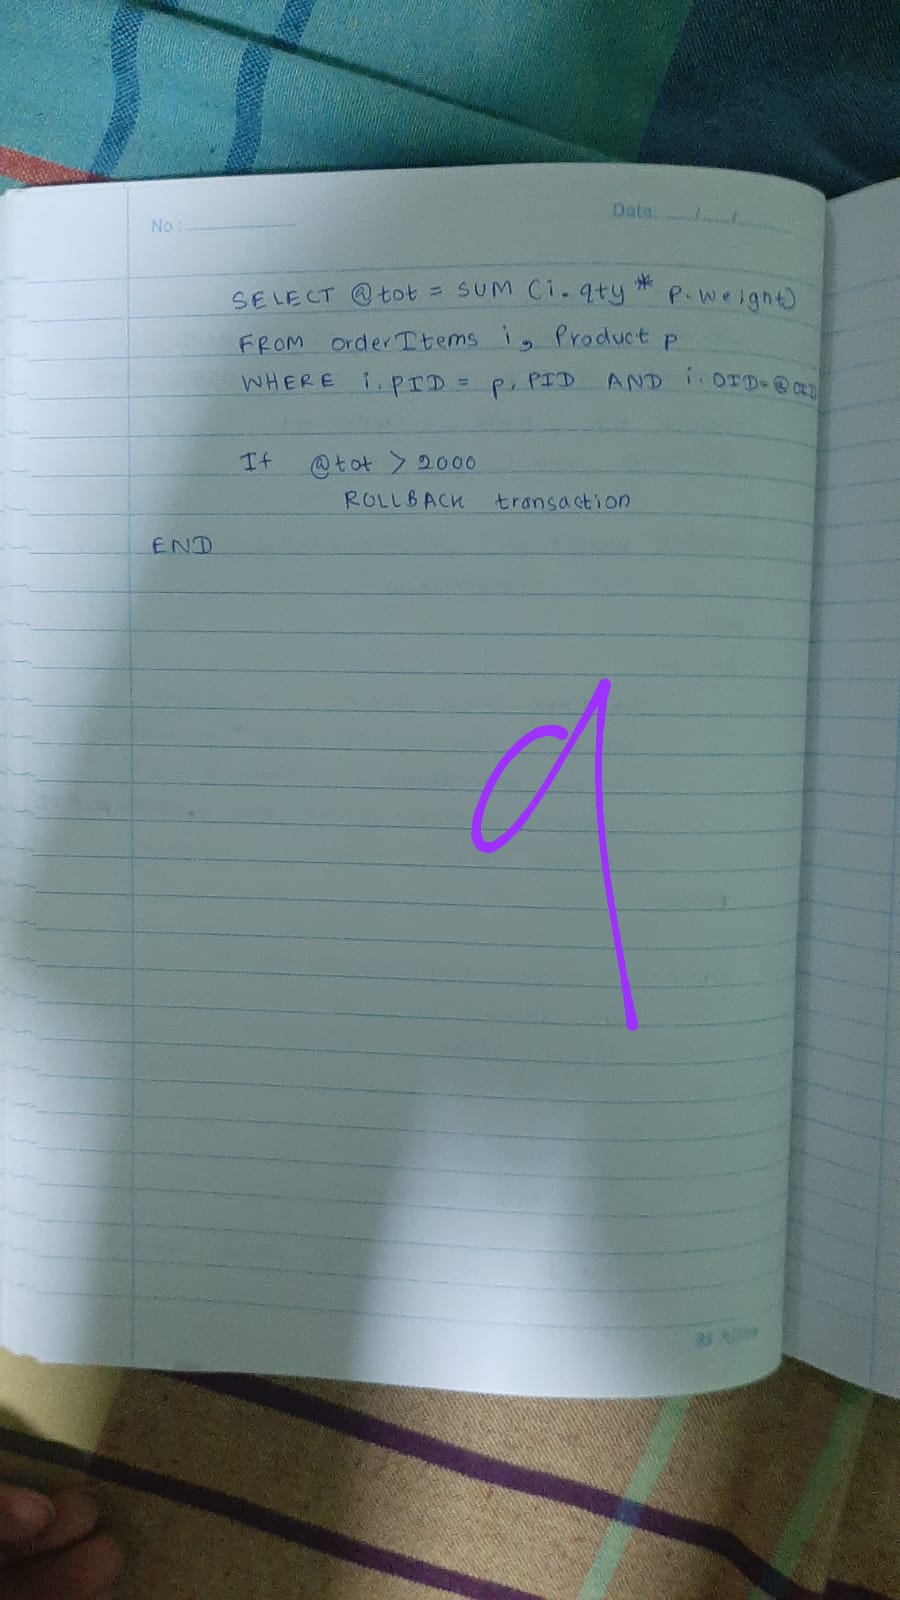 No:
Date: / /
SELECT @tot = SUM (i.qty * p.weight)
FROM orderItems i, Product p
WHERE i.PID = p.PID AND i.OID=@OID
If @tot > 2000
ROLLBACK transaction
END
9